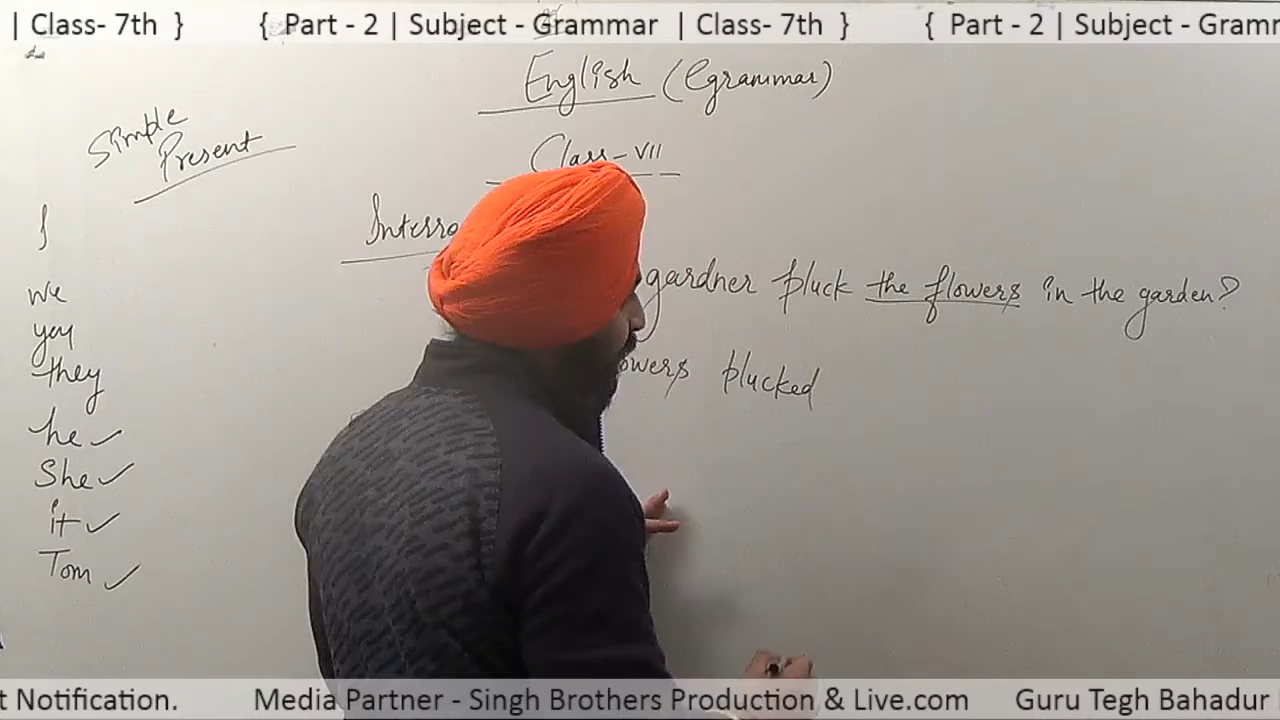 | Class- 7th } { Part - 2 | Subject - Grammar | Class- 7th } { Part - 2 | Subject - Gramm
English (Grammar)
Class-VII
Simple
Present
I
we
you
they
he ✓
She ✓
it ✓
Tom ✓
Interro
gardner pluck the flowers in the garden?
owers plucked
t Notification. Media Partner - Singh Brothers Production & Live.com Guru Tegh Bahadur